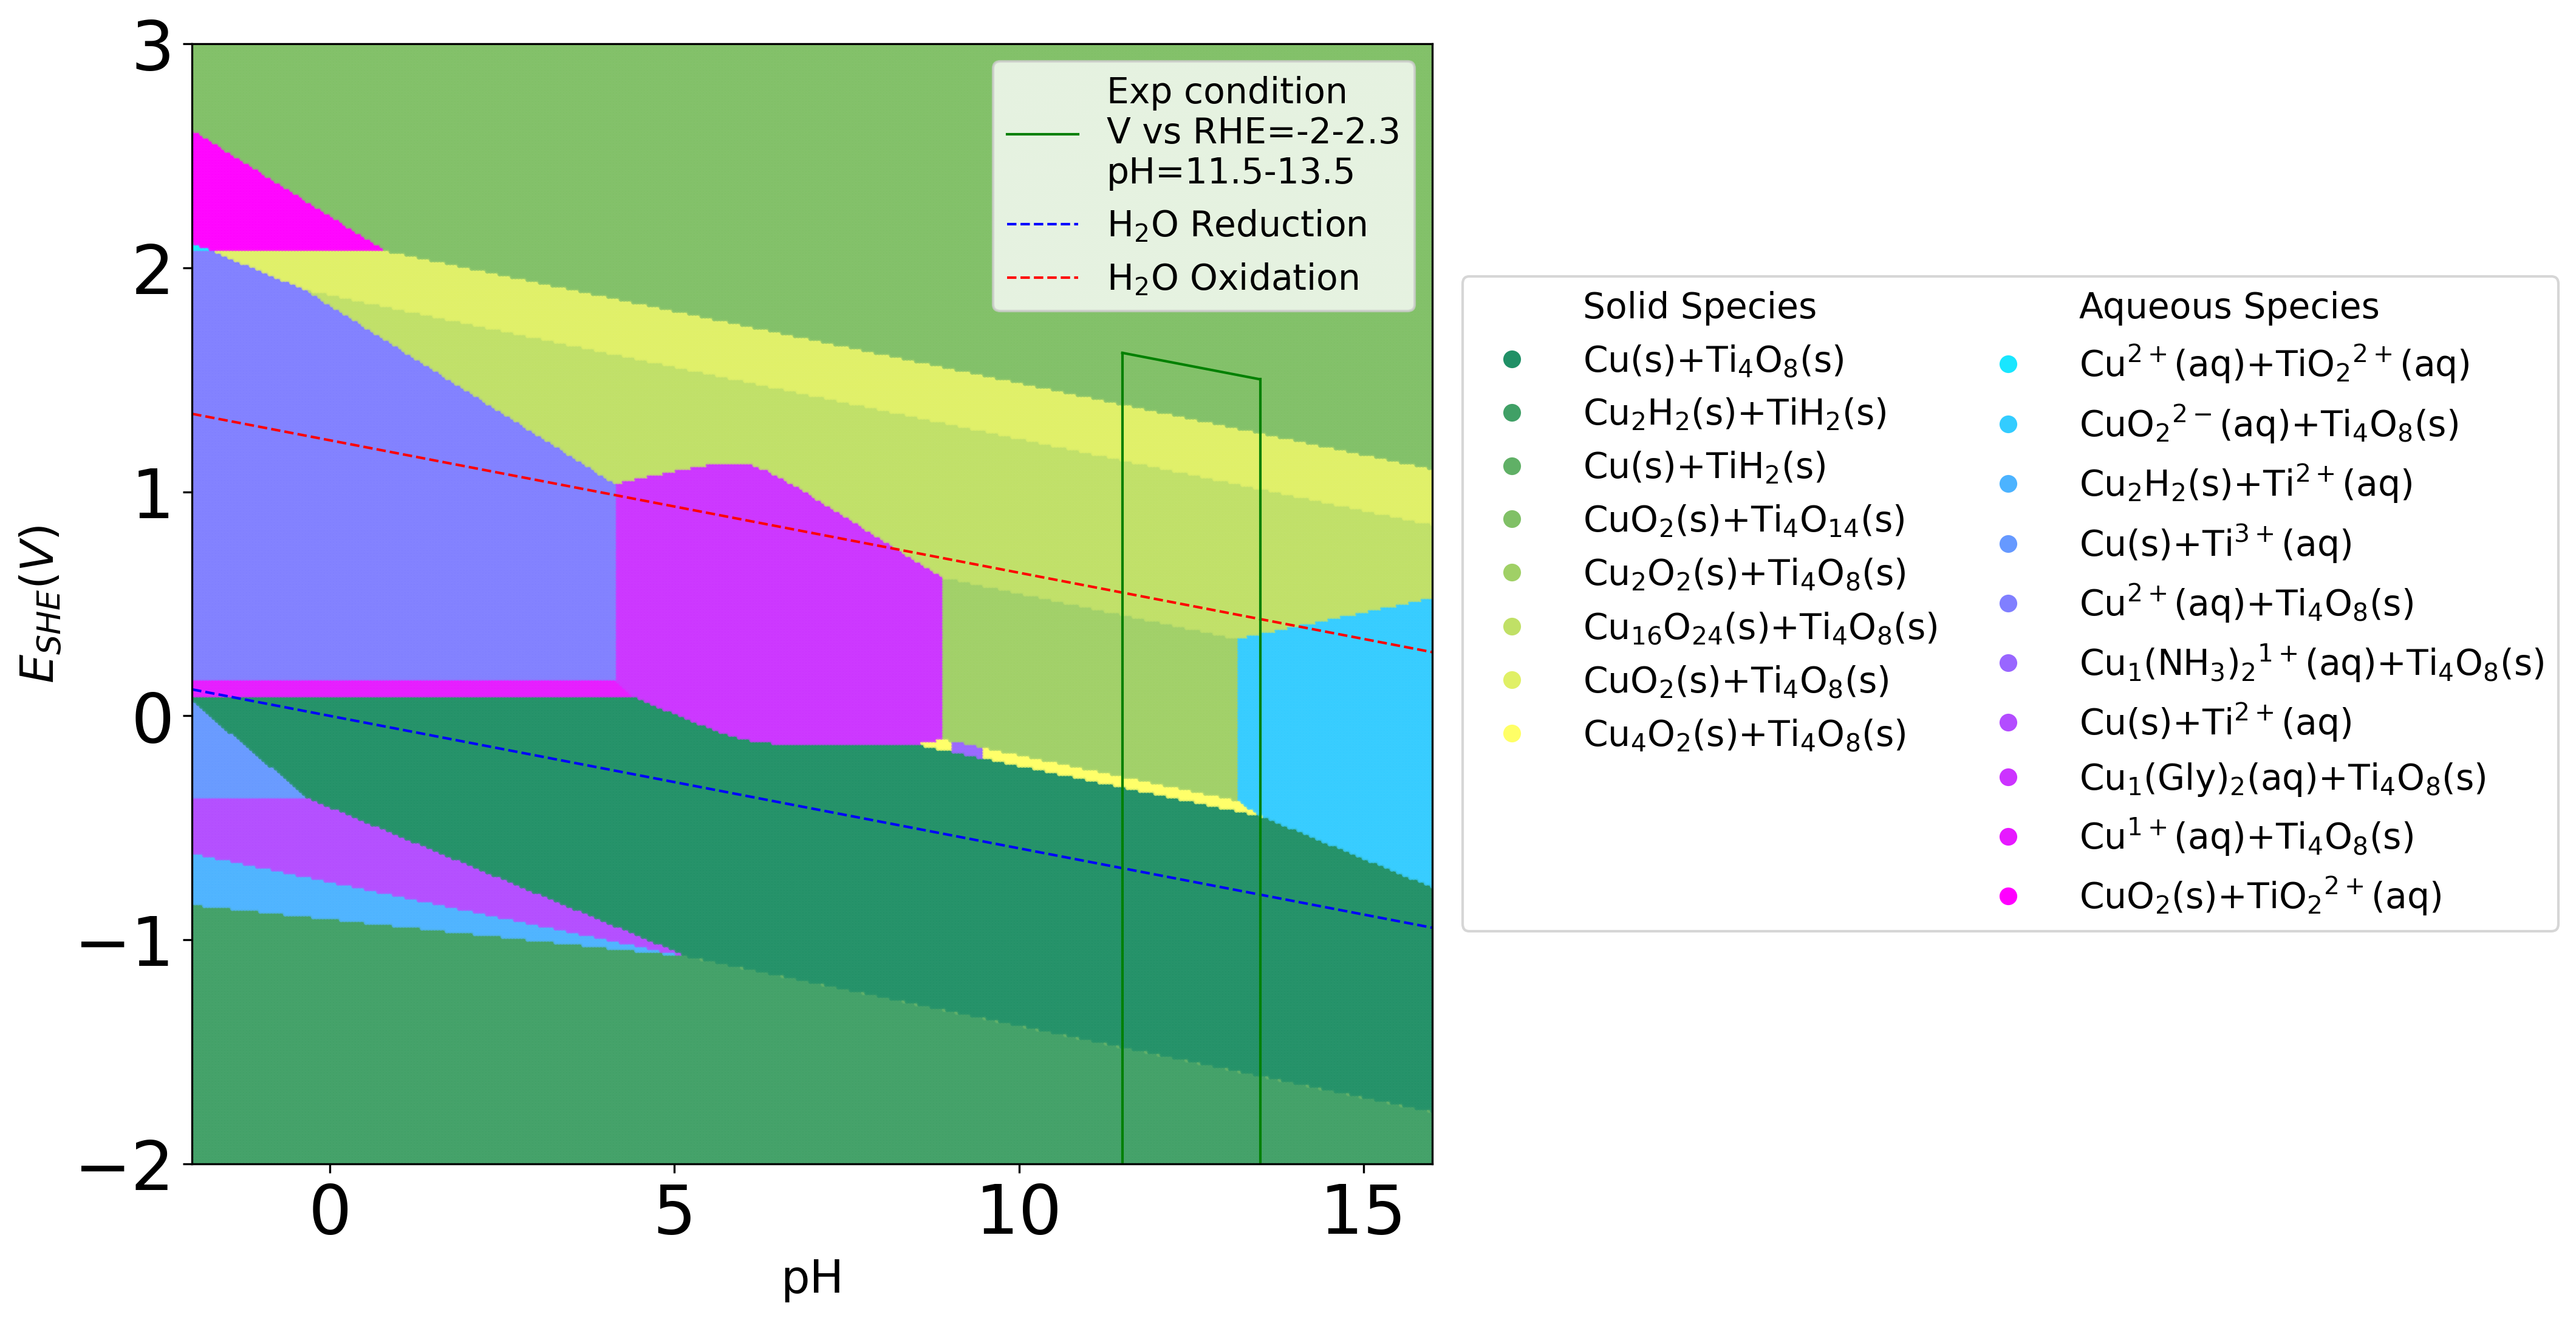 3
2
1
0
−1
−2
E_SHE(V)
0
5
10
15
pH
Exp condition
V vs RHE=-2-2.3
pH=11.5-13.5
H₂O Reduction
H₂O Oxidation
Solid Species
Cu(s)+Ti₄O₈(s)
Cu₂H₂(s)+TiH₂(s)
Cu(s)+TiH₂(s)
CuO₂(s)+Ti₄O₁₄(s)
Cu₂O₂(s)+Ti₄O₈(s)
Cu₁₆O₂₄(s)+Ti₄O₈(s)
CuO₂(s)+Ti₄O₈(s)
Cu₄O₂(s)+Ti₄O₈(s)
Aqueous Species
Cu²⁺(aq)+TiO₂²⁺(aq)
CuO₂²⁻(aq)+Ti₄O₈(s)
Cu₂H₂(s)+Ti²⁺(aq)
Cu(s)+Ti³⁺(aq)
Cu²⁺(aq)+Ti₄O₈(s)
Cu₁(NH₃)₂¹⁺(aq)+Ti₄O₈(s)
Cu(s)+Ti²⁺(aq)
Cu₁(Gly)₂(aq)+Ti₄O₈(s)
Cu¹⁺(aq)+Ti₄O₈(s)
CuO₂(s)+TiO₂²⁺(aq)